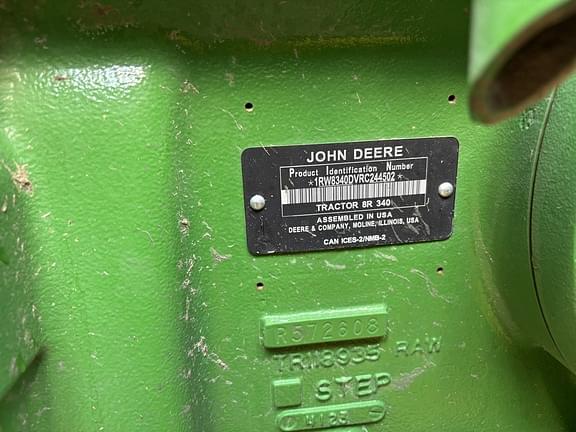 JOHN DEERE
Product Identification Number
*1RW8340DVRC244502*
TRACTOR 8R 340
ASSEMBLED IN USA
DEERE & COMPANY, MOLINE, ILLINOIS, USA
CAN ICES-2/NMB-2
R572608
RAW
STEP